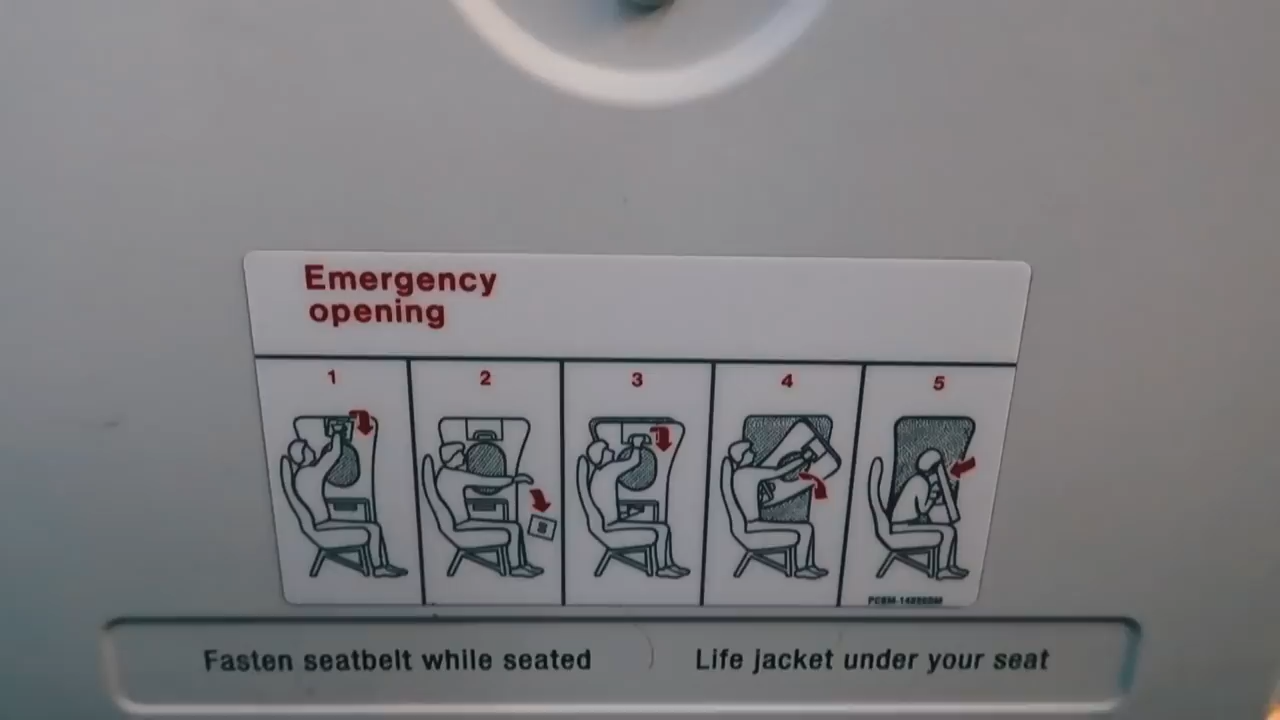 Emergency
opening
1 2 3 4 5
Fasten seatbelt while seated
Life jacket under your seat